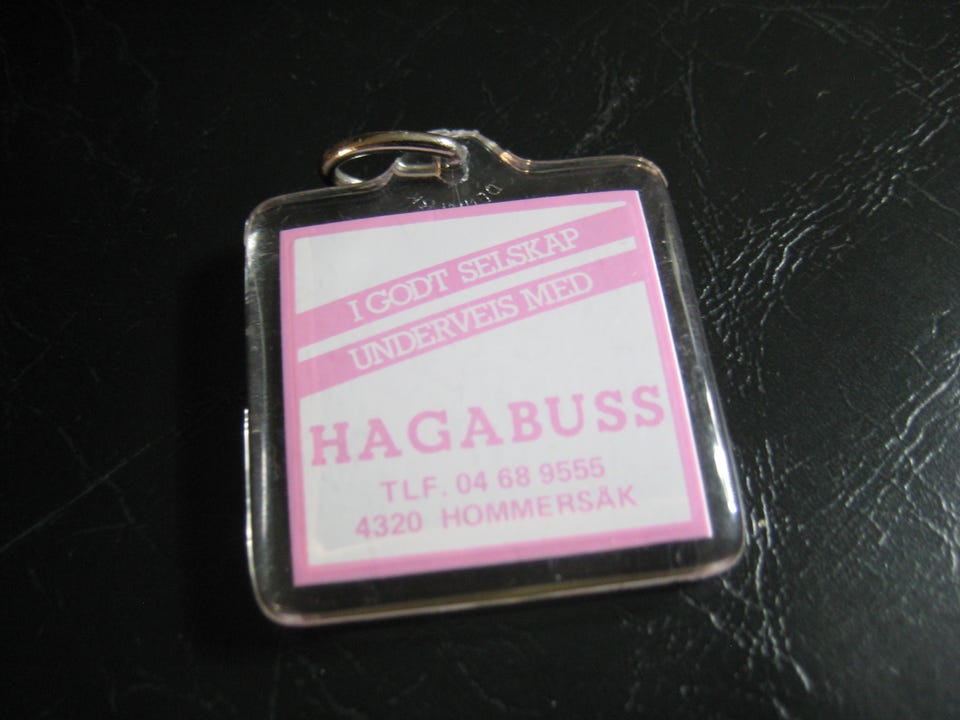 I GODT SELSKAP
UNDERVEIS MED
HAGABUSS
TLF. 04 68 9555
4320 HOMMERSÅK